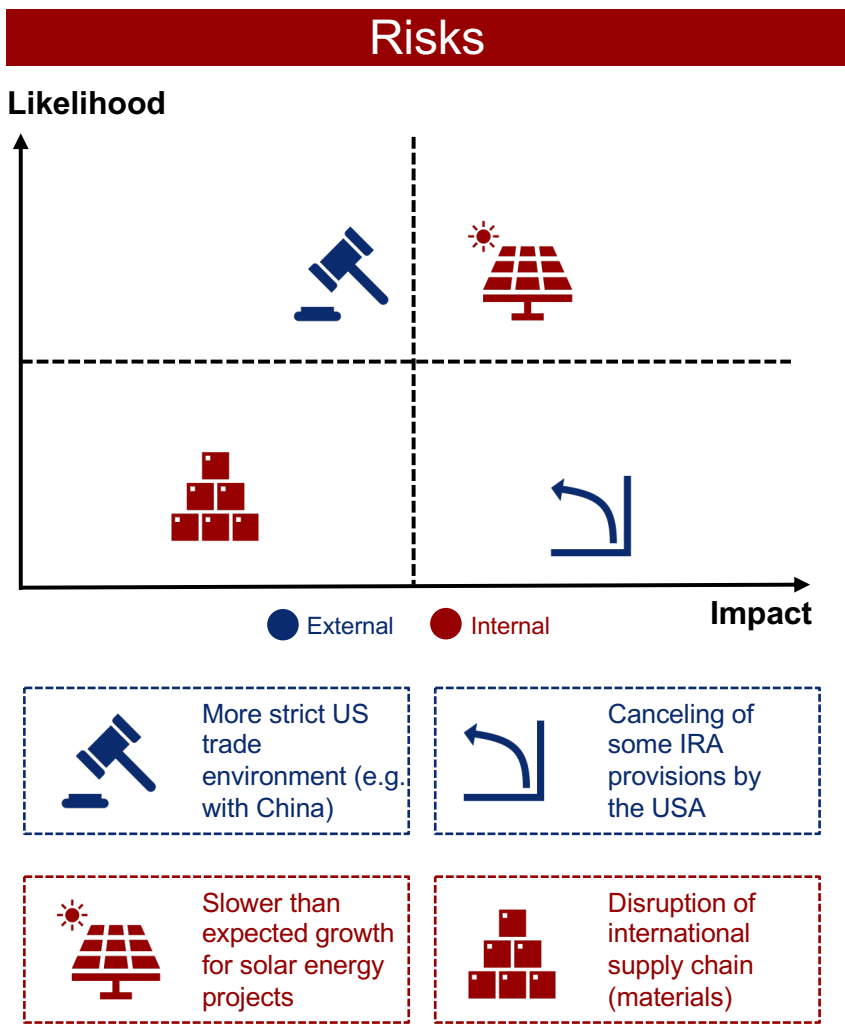 Risks
Likelihood
Impact
External
Internal
More strict US
trade
environment (e.g.
with China)
Canceling of
some IRA
provisions by
the USA
Slower than
expected growth
for solar energy
projects
Disruption of
international
supply chain
(materials)